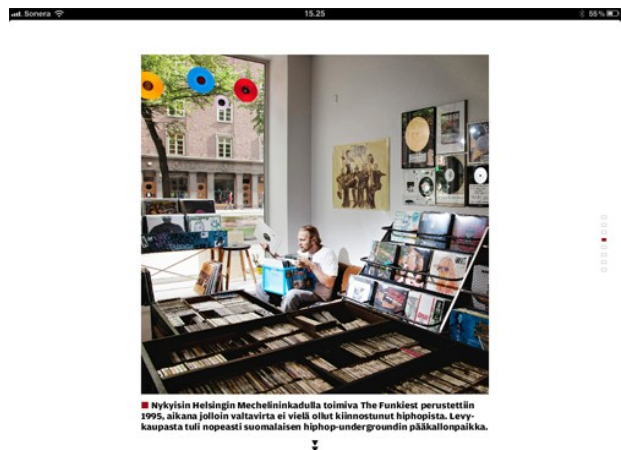 Sonera
15.25
55 %
Nykyisin Helsingin Mechelininkadulla toimiva The Funkiest perustettiin
1995, aikana jolloin valtavirta ei vielä ollut kiinnostunut hiphopista. Levy-
kaupasta tuli nopeasti suomalaisen hiphop-undergroundin pääkallonpaikka.